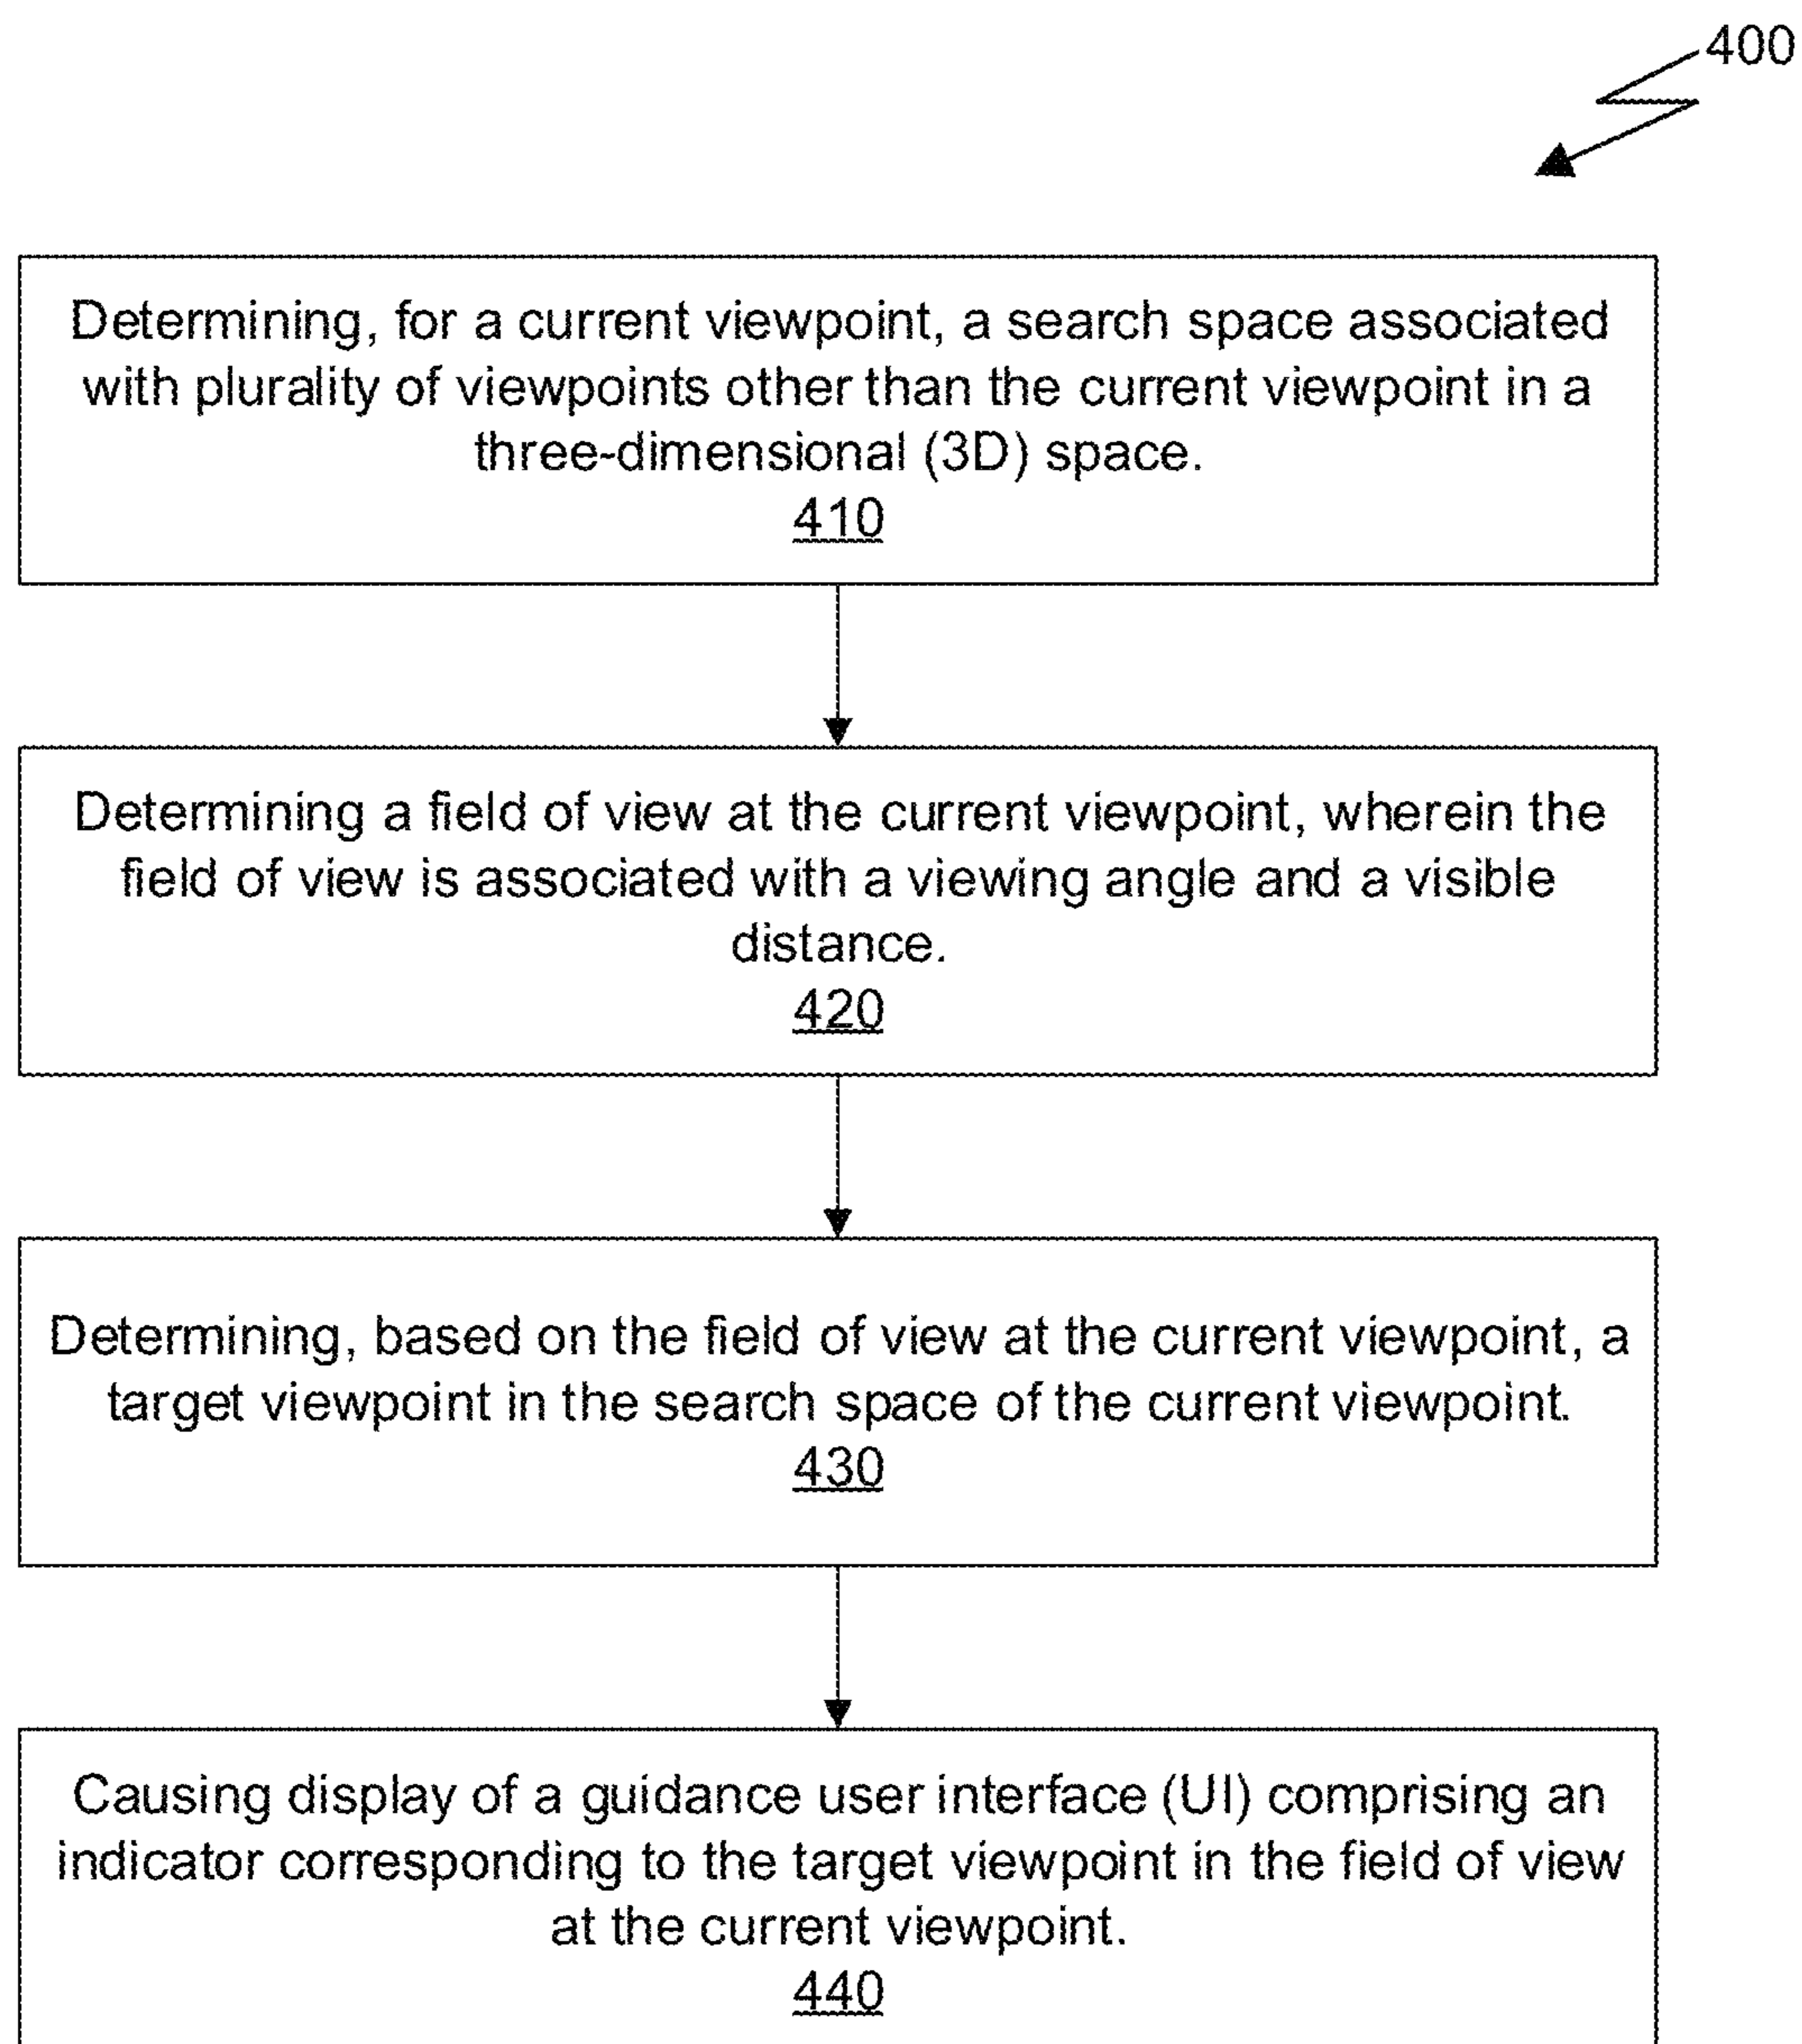 400
Determining, for a current viewpoint, a search space associated
with plurality of viewpoints other than the current viewpoint in a
three-dimensional (3D) space.
410
Determining a field of view at the current viewpoint, wherein the
field of view is associated with a viewing angle and a visible
distance.
420
Determining, based on the field of view at the current viewpoint, a
target viewpoint in the search space of the current viewpoint.
430
Causing display of a guidance user interface (UI) comprising an
indicator corresponding to the target viewpoint in the field of view
at the current viewpoint.
440